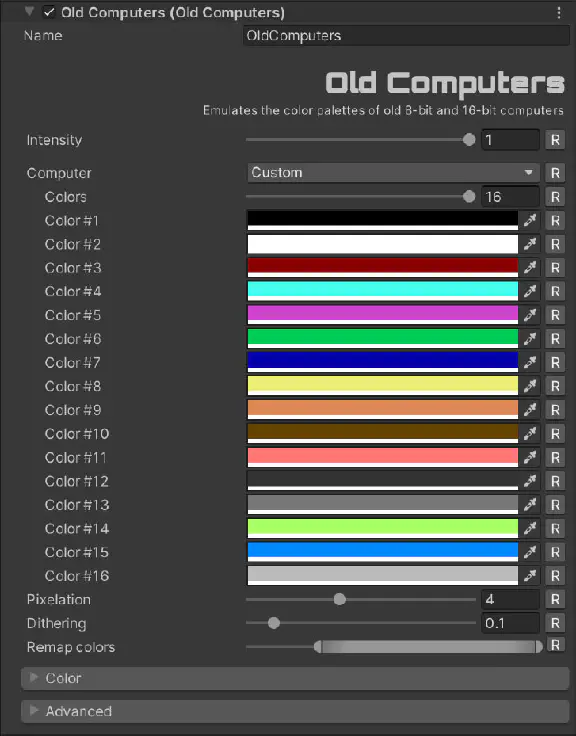 Old Computers (Old Computers)
Name OldComputers
Old Computers
Emulates the color palettes of old 8-bit and 16-bit computers
Intensity 1 R
Computer Custom R
Colors 16 R
Color #1 R
Color #2 R
Color #3 R
Color #4 R
Color #5 R
Color #6 R
Color #7 R
Color #8 R
Color #9 R
Color #10 R
Color #11 R
Color #12 R
Color #13 R
Color #14 R
Color #15 R
Color #16 R
Pixelation 4 R
Dithering 0.1 R
Remap colors R
Color
Advanced